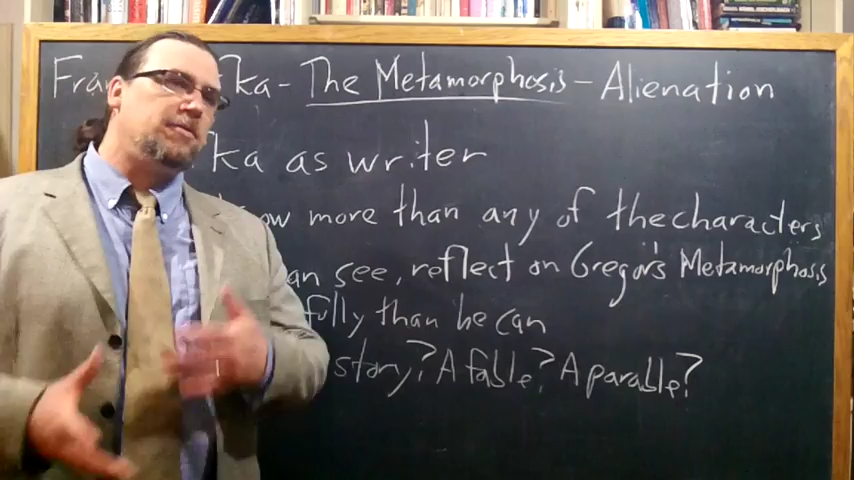 Fran ka - The Metamorphosis - Alienation
ka as writer
ow more than any of the characters
an see, reflect on Gregor's Metamorphosis
fully than he can
story? A fable? A parable?